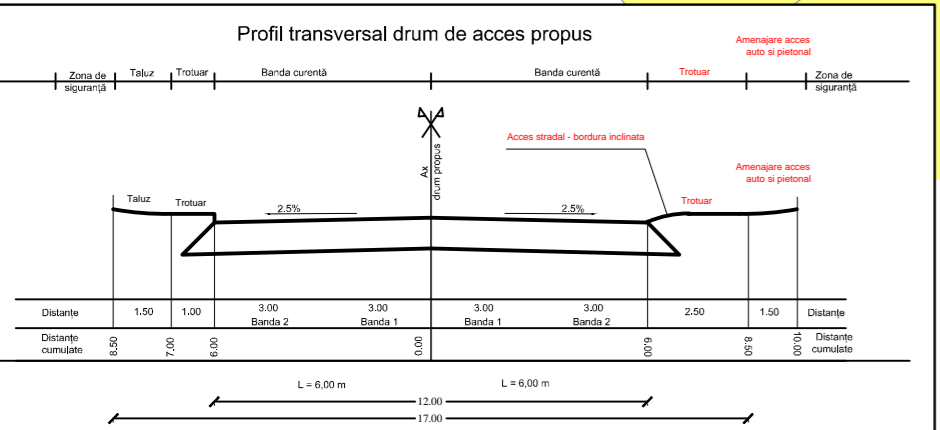 Profil transversal drum de acces propus
Amenajare acces
auto si pietonal
Zona de
siguranță
Taluz
Trotuar
Banda curentă
Banda curentă
Trotuar
Zona de
siguranță
Acces stradal - bordura inclinata
Ax
drum propus
Amenajare acces
auto si pietonal
Taluz
Trotuar
2.5%
2.5%
Trotuar
Distanțe
1.50
1.00
3.00
Banda 2
3.00
Banda 1
3.00
Banda 1
3.00
Banda 2
2.50
1.50
Distanțe
Distanțe
cumulate
8.50
7.00
6.00
0.00
6.00
8.50
10.00
Distanțe
cumulate
L = 6,00 m
L = 6,00 m
12.00
17.00